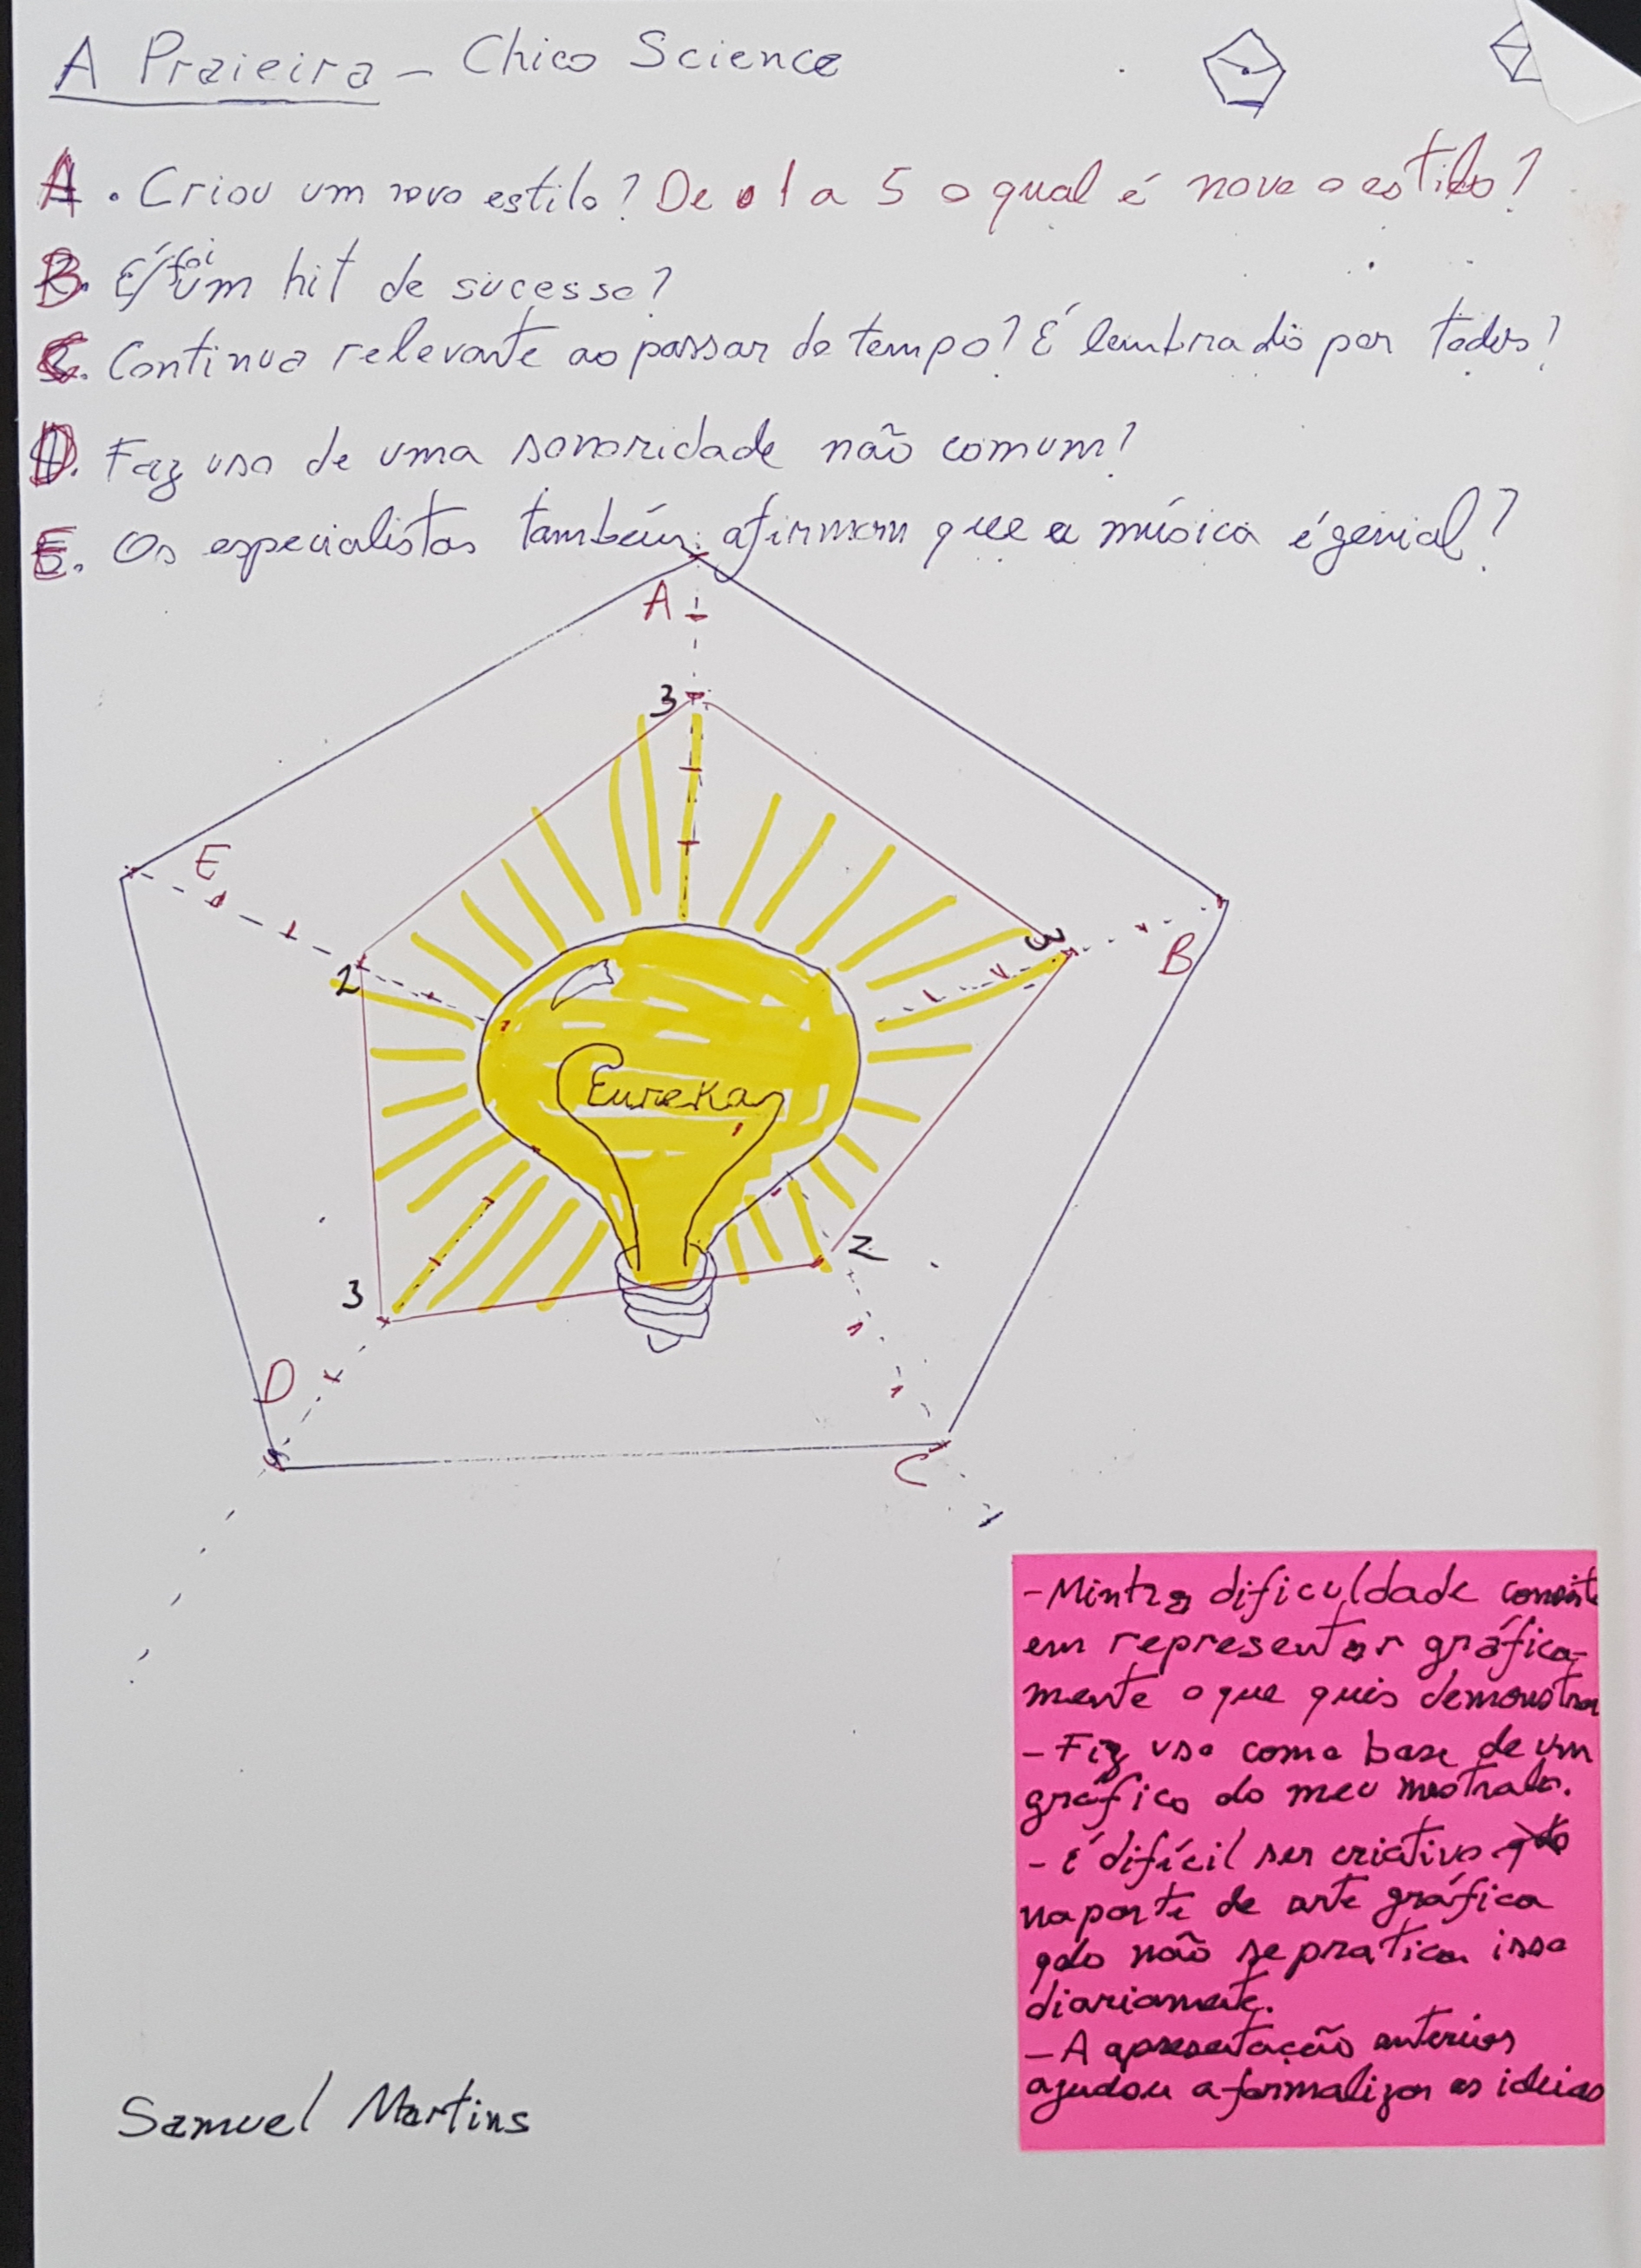 A Praieira - Chico Science
A. Criou um novo estilo? De 1 a 5 o qual é novo o estilo?
B. É/foi um hit de sucesso?
C. Continua relevante ao passar do tempo? É lembrado por todos?
D. Faz uso de uma sonoridade não comum?
E. Os especialistas também afirmam que a música é genial?
A
3
E
B
3
2
Eureka
2
3
D
C
- Minha dificuldade consiste
em representar gráfica-
mente o que quis demonstrar
- Fiz uso como base de um
gráfico do meu mestrado.
- É difícil ser criativo
na parte de arte gráfica
qdo não se pratica isso
diariamente.
- A apresentação anterior
ajudou a formalizar as ideias
Samuel Martins